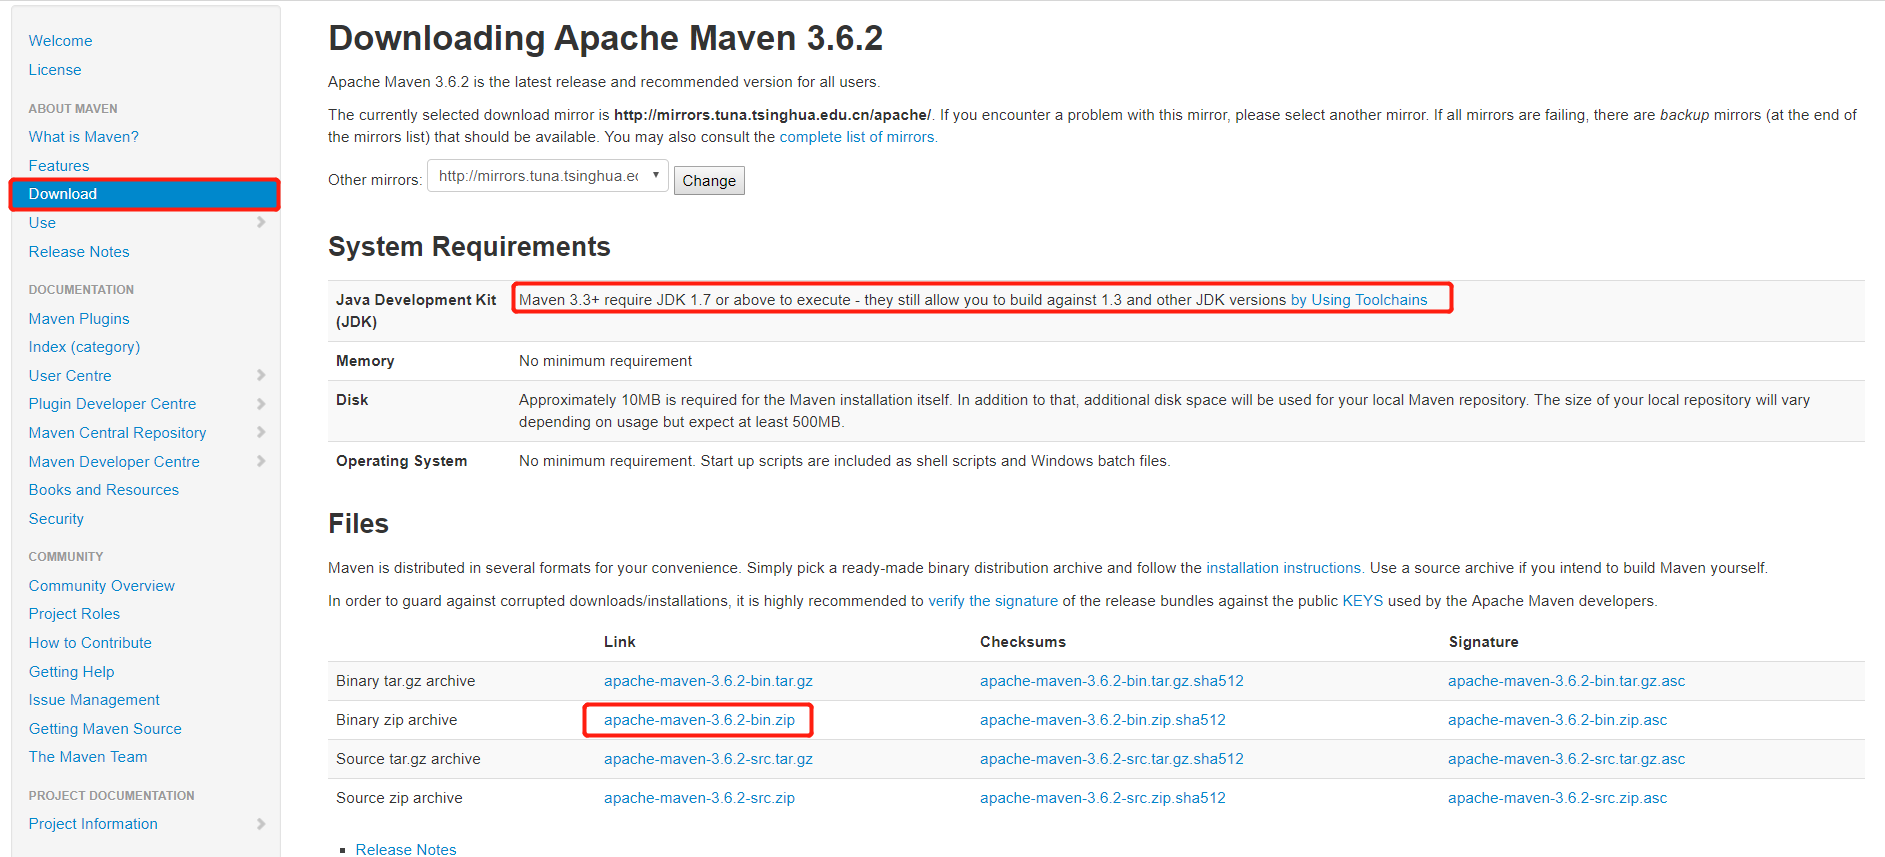 Welcome
License
ABOUT MAVEN
What is Maven?
Features
Download
Use
Release Notes
DOCUMENTATION
Maven Plugins
Index (category)
User Centre
Plugin Developer Centre
Maven Central Repository
Maven Developer Centre
Books and Resources
Security
COMMUNITY
Community Overview
Project Roles
How to Contribute
Getting Help
Issue Management
Getting Maven Source
The Maven Team
PROJECT DOCUMENTATION
Project Information
Downloading Apache Maven 3.6.2
Apache Maven 3.6.2 is the latest release and recommended version for all users.
The currently selected download mirror is http://mirrors.tuna.tsinghua.edu.cn/apache/. If you encounter a problem with this mirror, please select another mirror. If all mirrors are failing, there are backup mirrors (at the end of
the mirrors list) that should be available. You may also consult the complete list of mirrors.
Other mirrors: http://mirrors.tuna.tsinghua.ec Change
System Requirements
Java Development Kit Maven 3.3+ require JDK 1.7 or above to execute - they still allow you to build against 1.3 and other JDK versions by Using Toolchains
(JDK)
Memory No minimum requirement
Disk Approximately 10MB is required for the Maven installation itself. In addition to that, additional disk space will be used for your local Maven repository. The size of your local repository will vary
depending on usage but expect at least 500MB.
Operating System No minimum requirement. Start up scripts are included as shell scripts and Windows batch files.
Files
Maven is distributed in several formats for your convenience. Simply pick a ready-made binary distribution archive and follow the installation instructions. Use a source archive if you intend to build Maven yourself.
In order to guard against corrupted downloads/installations, it is highly recommended to verify the signature of the release bundles against the public KEYS used by the Apache Maven developers.
Link Checksums Signature
Binary tar.gz archive apache-maven-3.6.2-bin.tar.gz apache-maven-3.6.2-bin.tar.gz.sha512 apache-maven-3.6.2-bin.tar.gz.asc
Binary zip archive apache-maven-3.6.2-bin.zip apache-maven-3.6.2-bin.zip.sha512 apache-maven-3.6.2-bin.zip.asc
Source tar.gz archive apache-maven-3.6.2-src.tar.gz apache-maven-3.6.2-src.tar.gz.sha512 apache-maven-3.6.2-src.tar.gz.asc
Source zip archive apache-maven-3.6.2-src.zip apache-maven-3.6.2-src.zip.sha512 apache-maven-3.6.2-src.zip.asc
Release Notes